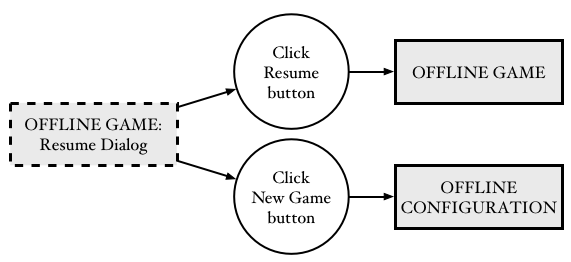 OFFLINE GAME:
Resume Dialog
Click
Resume
button
OFFLINE GAME
Click
New Game
button
OFFLINE
CONFIGURATION